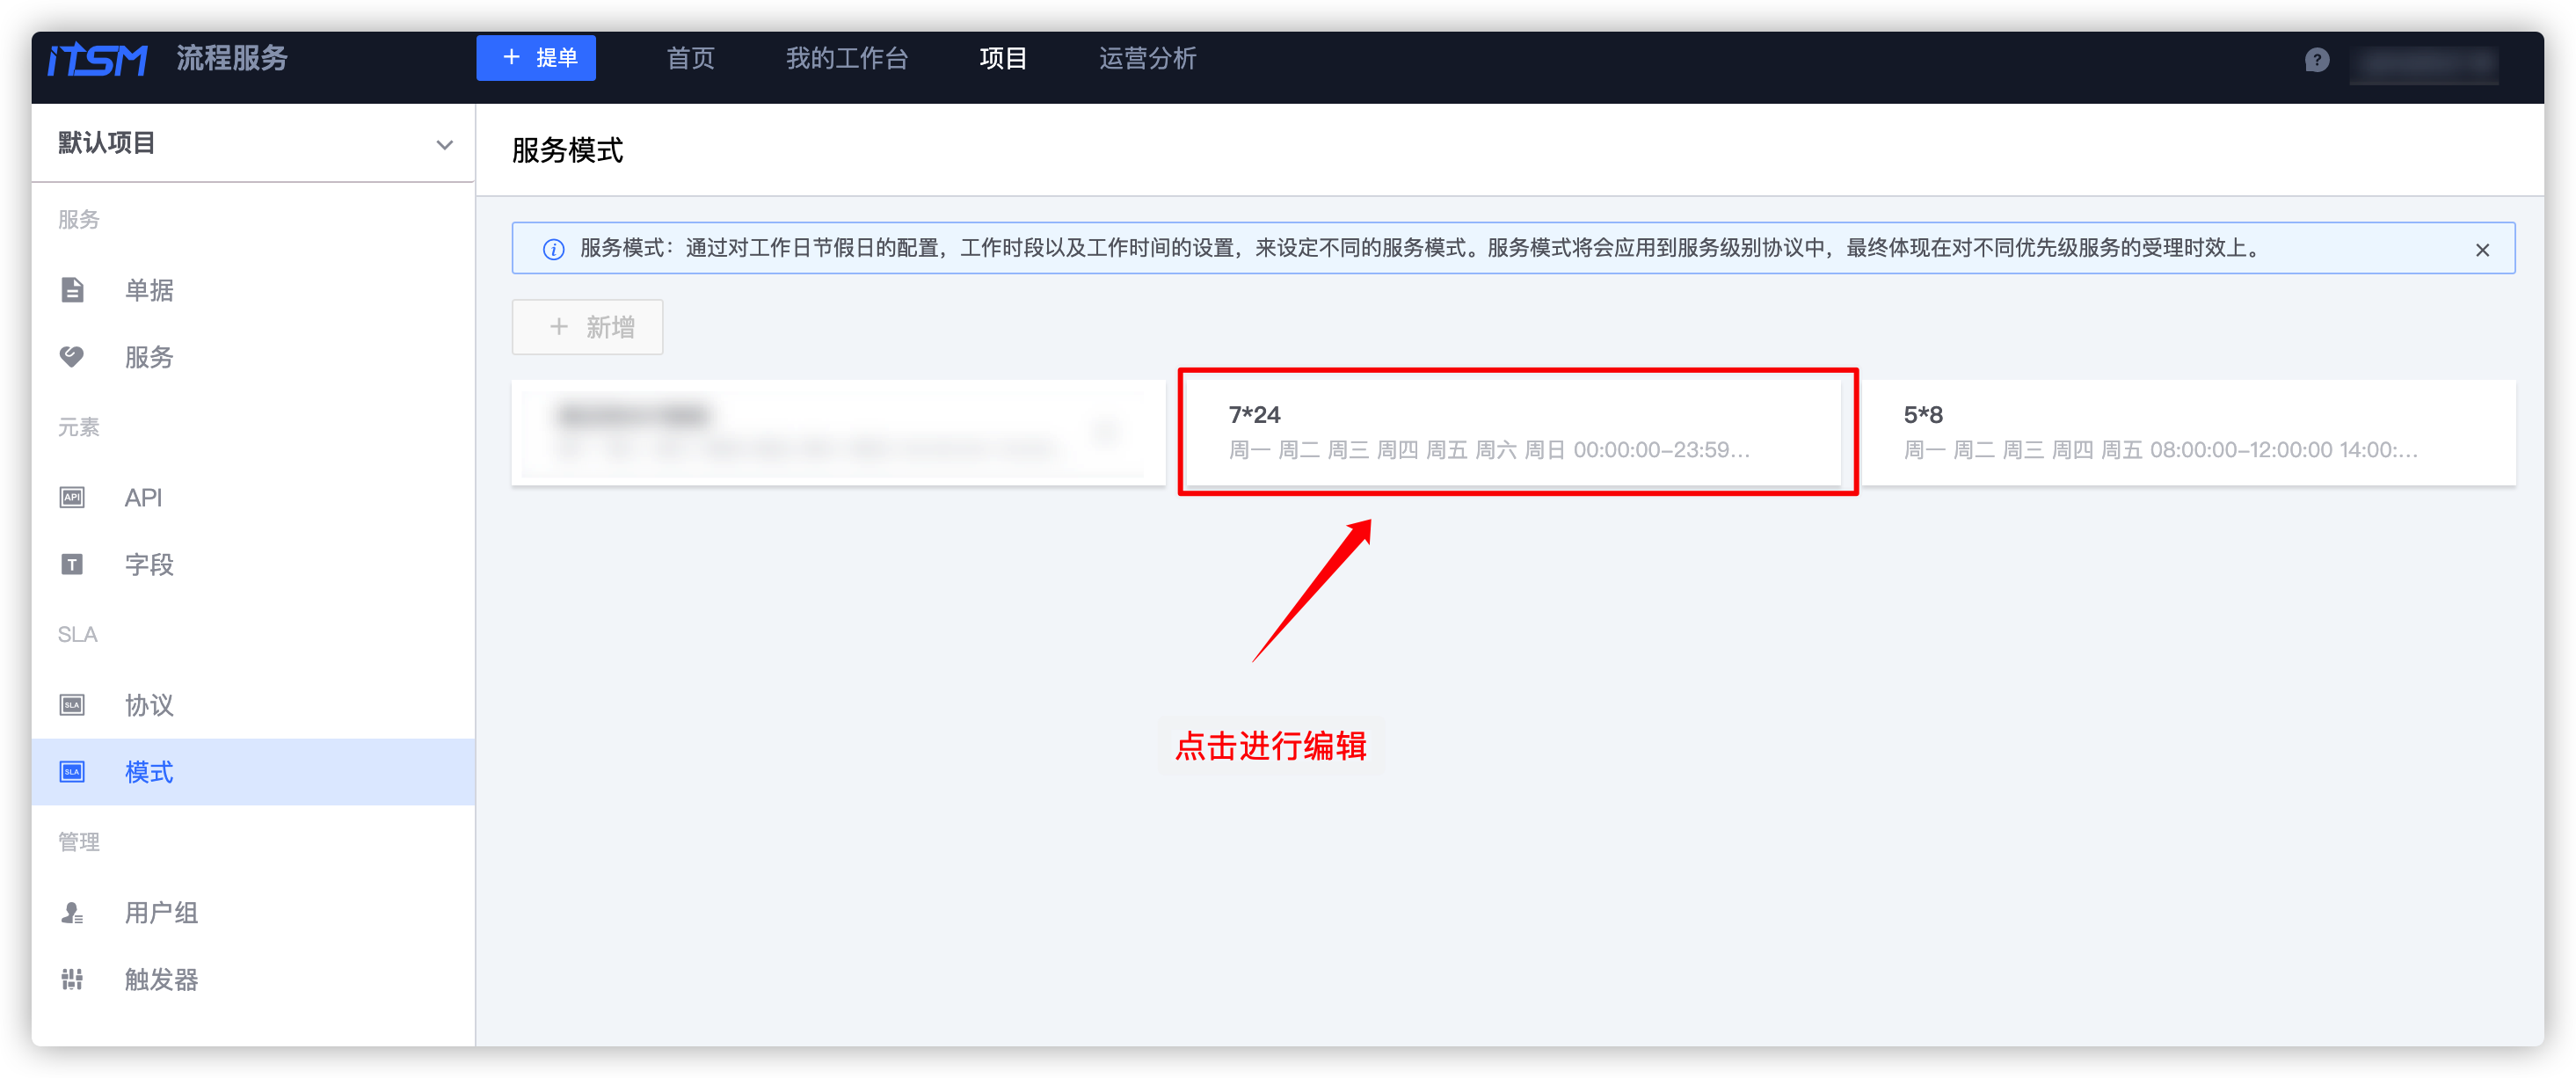 ITSM 流程服务
+ 提单 首页 我的工作台 项目 运营分析
?
默认项目
服务
单据
服务
元素
API API
T 字段
SLA
SLA 协议
SLA 模式
管理
用户组
触发器
服务模式
服务模式：通过对工作日节假日的配置，工作时段以及工作时间的设置，来设定不同的服务模式。服务模式将会应用到服务级别协议中，最终体现在对不同优先级服务的受理时效上。
+ 新增
7*24
周一 周二 周三 周四 周五 周六 周日 00:00:00-23:59...
5*8
周一 周二 周三 周四 周五 08:00:00-12:00:00 14:00:...
点击进行编辑